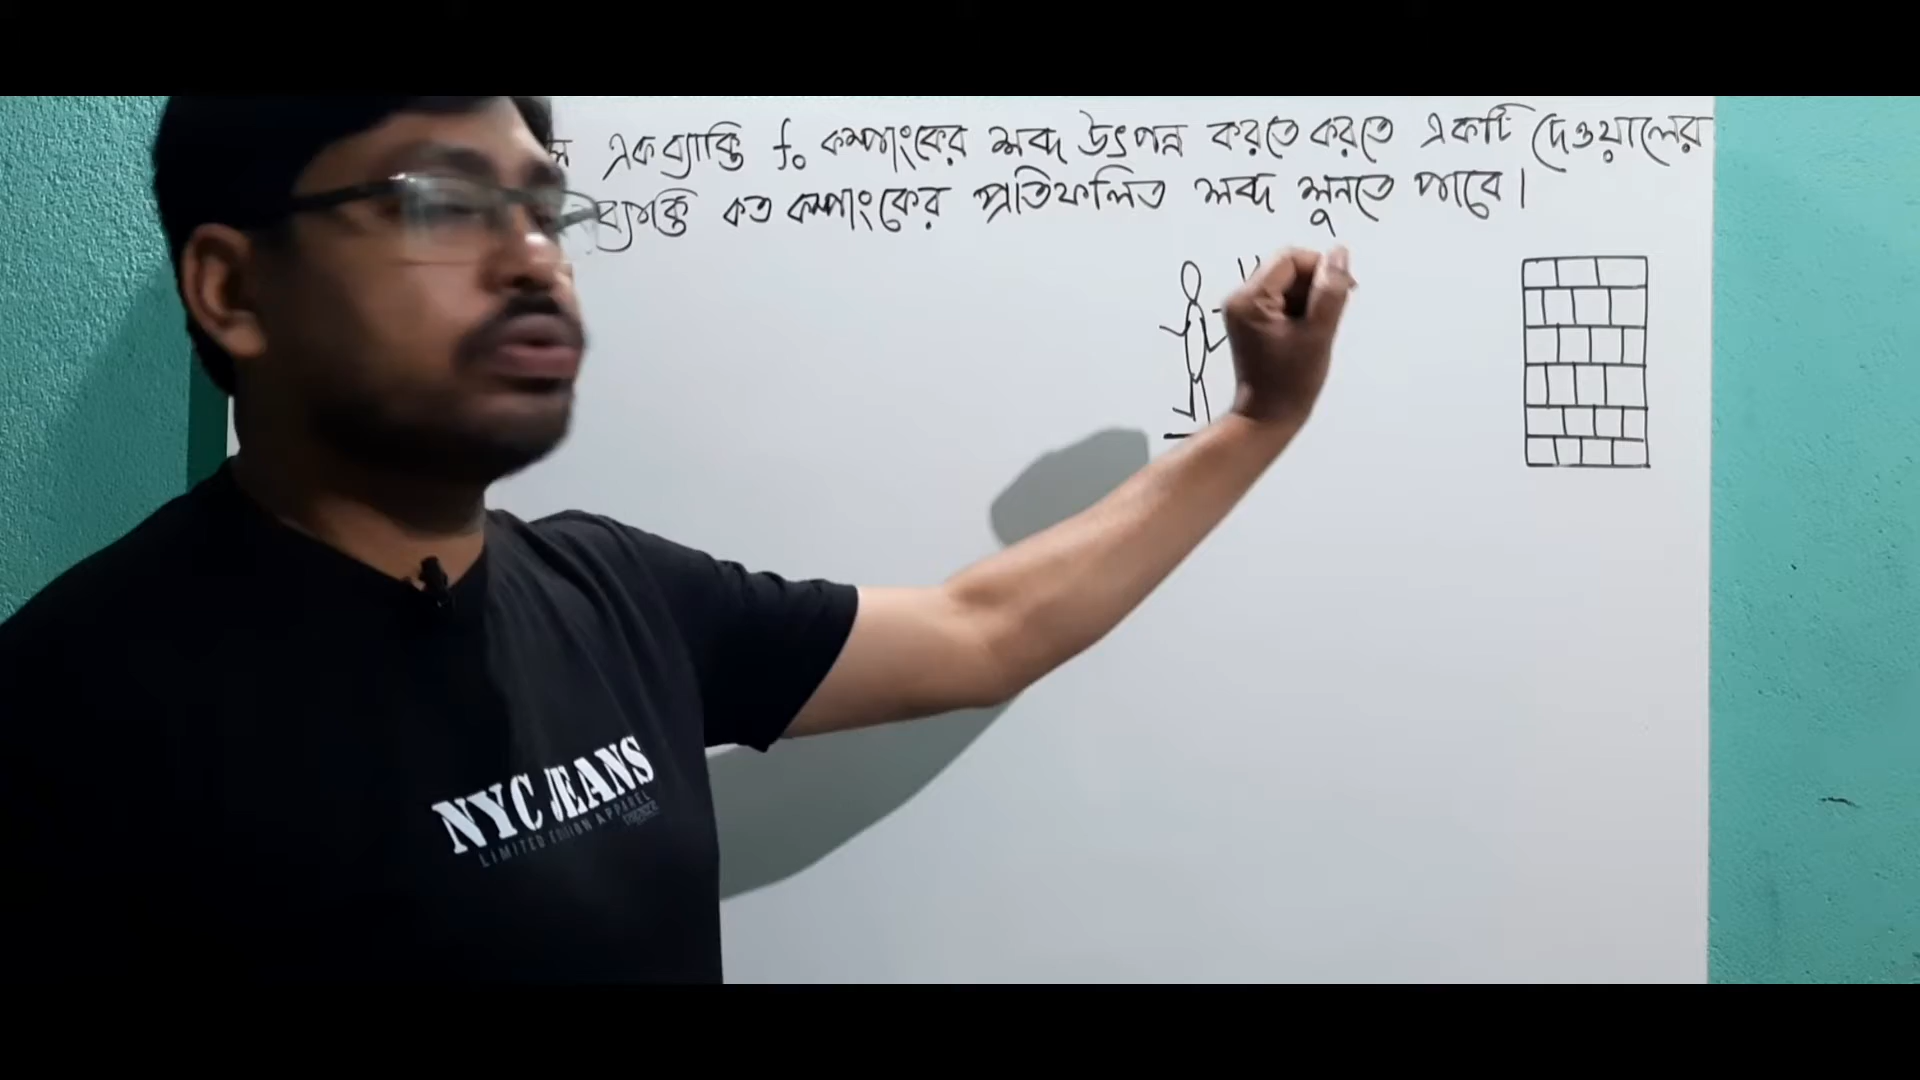 একব্যাক্তি f₀ কম্পাংকের শব্দ উৎপন্ন করতে করতে একটি দেওয়ালের
ব্যাক্তি কত কম্পাংকের প্রতিফলিত শব্দ শুনতে পাবে।
NYC JEANS
LIMITED EDITION APPAREL